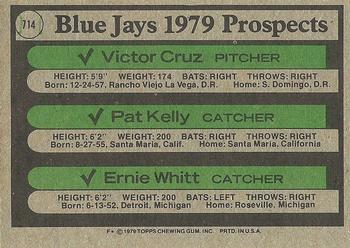 714
Blue Jays 1979 Prospects
Victor Cruz PITCHER
HEIGHT: 5'9" WEIGHT: 174 BATS: RIGHT THROWS: RIGHT
Born: 12-24-57, Rancho Viejo La Vega, D.R. Home: S. Domingo, D.R.
Pat Kelly CATCHER
HEIGHT: 6'2" WEIGHT: 200 BATS: RIGHT THROWS: RIGHT
Born: 8-27-55, Santa Maria, Calif. Home: Santa Maria, California
Ernie Whitt CATCHER
HEIGHT: 6'2" WEIGHT: 200 BATS: LEFT THROWS: RIGHT
Born: 6-13-52, Detroit, Michigan Home: Roseville, Michigan
F* © 1979 TOPPS CHEWING GUM, INC. PRTD. IN U.S.A.